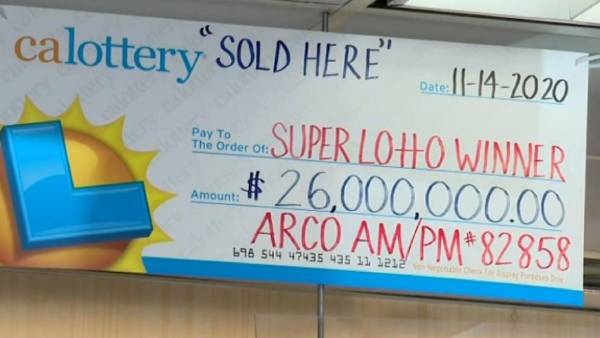 calottery "SOLD HERE"
Date: 11-14-2020
Pay To
The Order Of: SUPER LOTTO WINNER
Amount: $ 26,000,000.00
ARCO AM/PM #82858
698 544 47435 435 11 1212
Non-Negotiable Check For Display Purposes Only